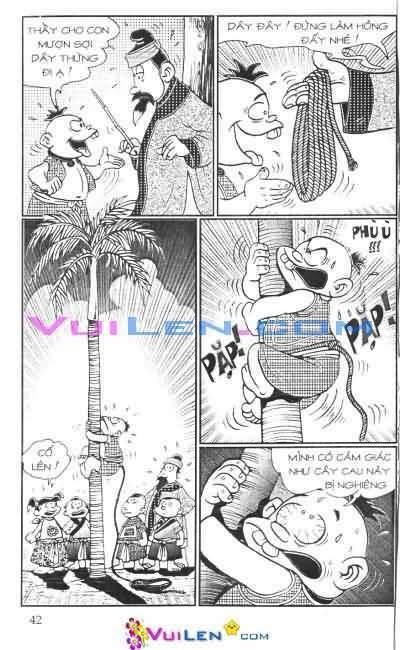 THẦY CHO CON
MƯỢN SỢI
DÂY THỪNG
ĐI Ạ!
DÂY ĐÂY! ĐỪNG LÀM HỎNG
ĐẤY NHÉ!
CỐ
LÊN!
PHÙ Ù
!!!
PẶP!
PẶP!
VUILEN.COM
MÌNH CÓ CẢM GIÁC
NHƯ CÂY CAU NÀY
BỊ NGHIÊNG
42
VUILEN.COM